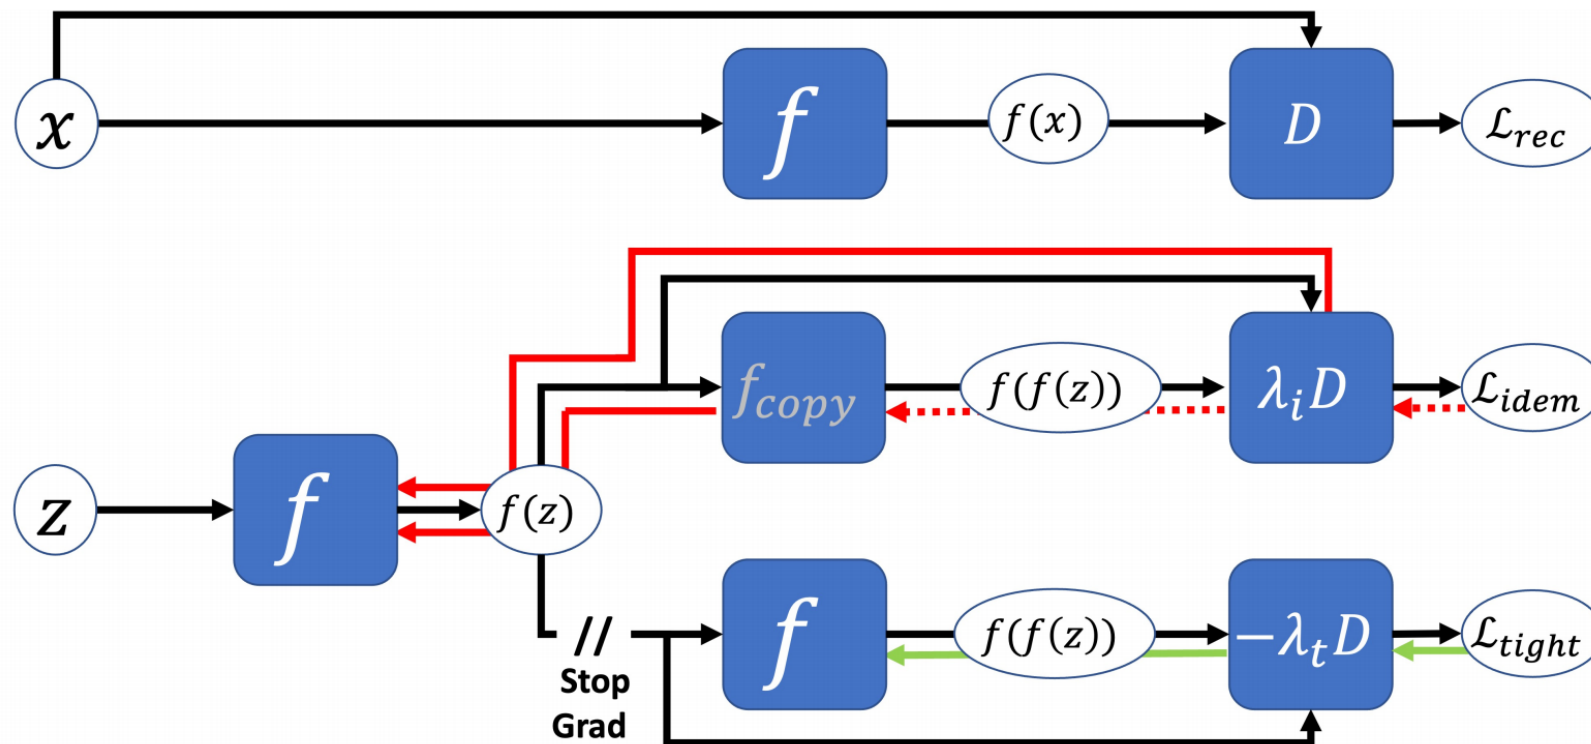 x
f
f(x)
D
ℒ_rec
f_copy
f(f(z))
λ_i D
ℒ_idem
z
f
f(z)
//
Stop
Grad
f
f(f(z))
−λ_t D
ℒ_tight